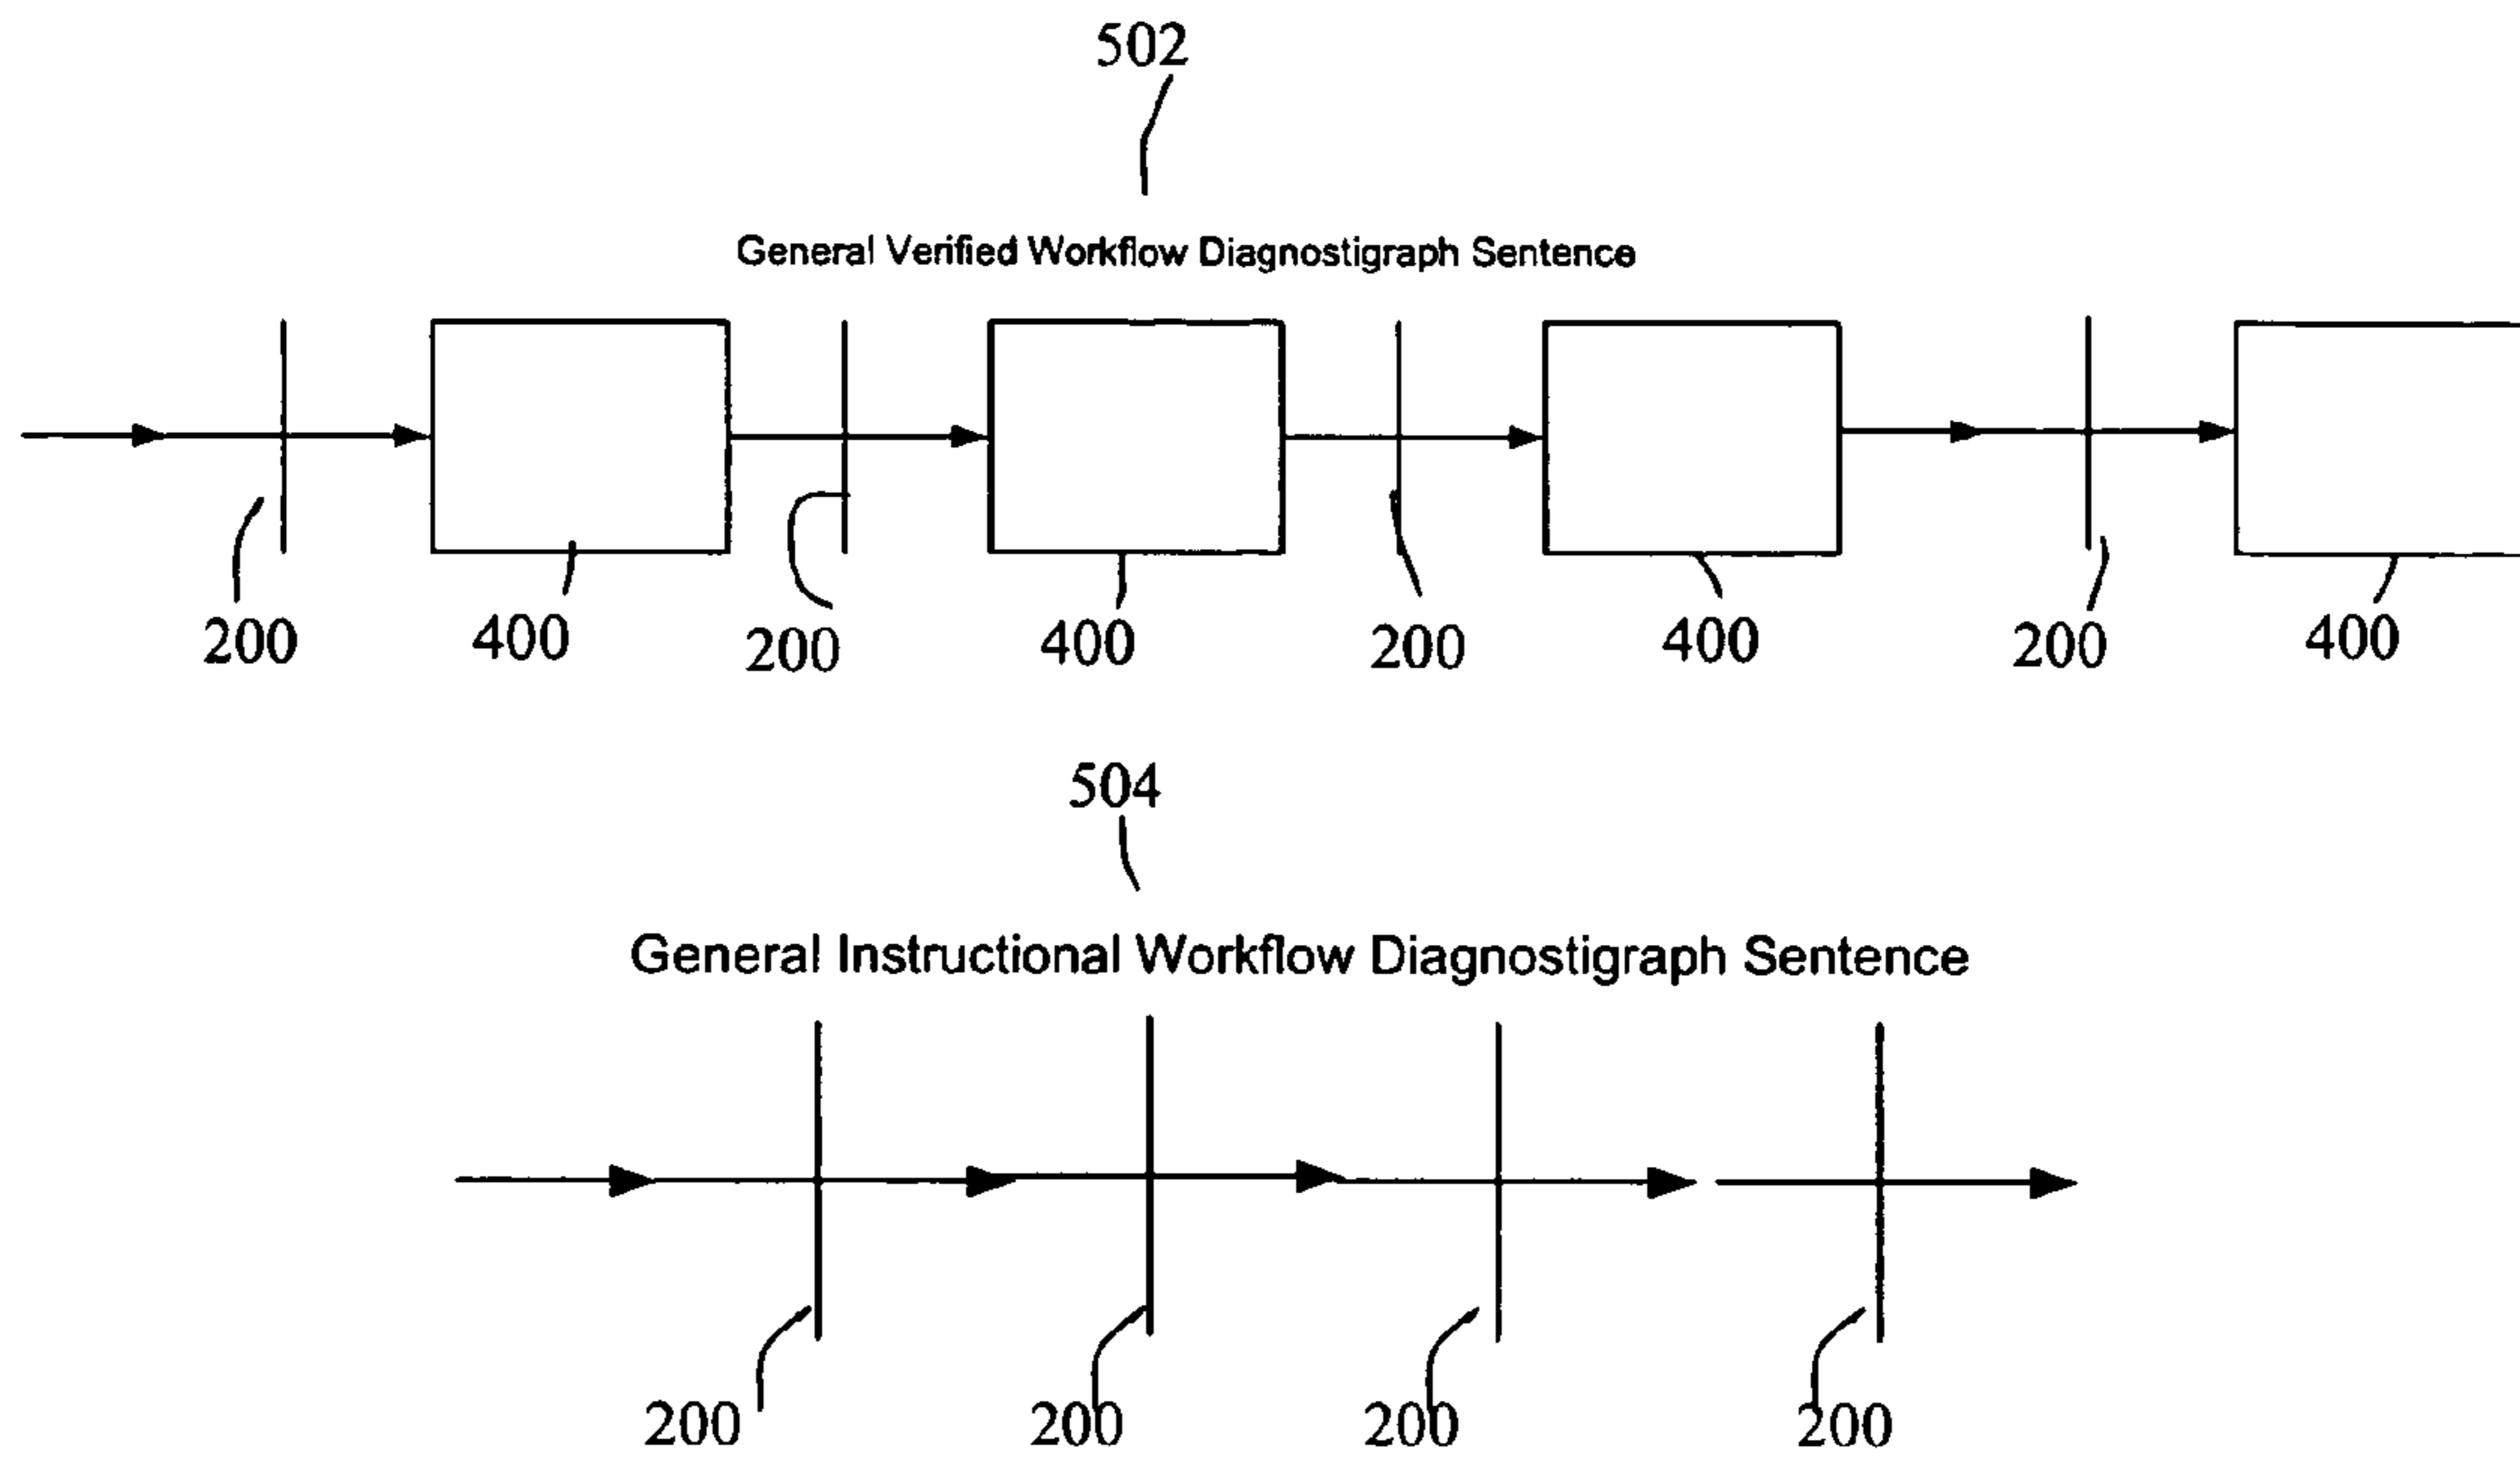 502
General Verified Workflow Diagnostigraph Sentence
200 400 200 400 200 400 200 400
504
General Instructional Workflow Diagnostigraph Sentence
200 200 200 200